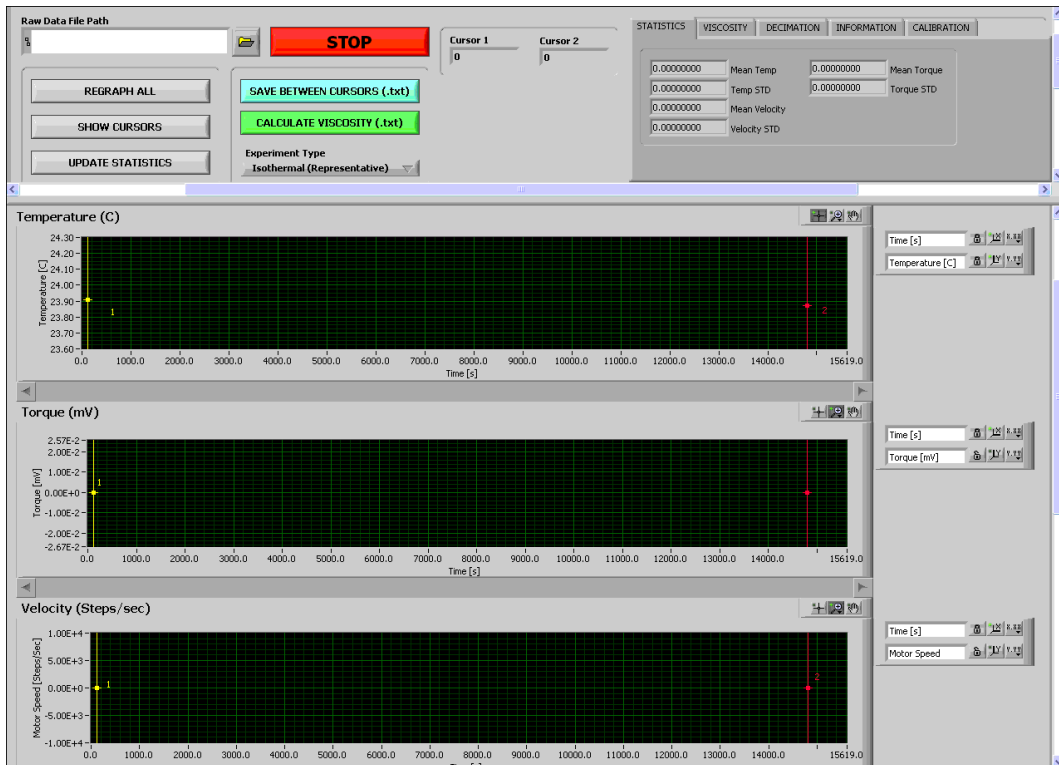 Raw Data File Path
STOP
Cursor 1
0
Cursor 2
0
REGRAPH ALL
SHOW CURSORS
UPDATE STATISTICS
SAVE BETWEEN CURSORS (.txt)
CALCULATE VISCOSITY (.txt)
Experiment Type
Isothermal (Representative)
STATISTICS VISCOSITY DECIMATION INFORMATION CALIBRATION
0.00000000 Mean Temp 0.00000000 Mean Torque
0.00000000 Temp STD 0.00000000 Torque STD
0.00000000 Mean Velocity
0.00000000 Velocity STD
Temperature (C)
Temperature [C]
24.30
24.20
24.10
24.00
23.90
23.80
23.70
23.60
1
2
0.0 1000.0 2000.0 3000.0 4000.0 5000.0 6000.0 7000.0 8000.0 9000.0 10000.0 11000.0 12000.0 13000.0 14000.0 15619.0
Time [s]
Time [s]
Temperature [C]
Torque (mV)
Torque [mV]
2.57E-2
2.00E-2
1.00E-2
0.00E+0
-1.00E-2
-2.00E-2
-2.67E-2
1
0.0 1000.0 2000.0 3000.0 4000.0 5000.0 6000.0 7000.0 8000.0 9000.0 10000.0 11000.0 12000.0 13000.0 14000.0 15619.0
Time [s]
Time [s]
Torque [mV]
Velocity (Steps/sec)
Motor Speed [Steps/Sec]
1.00E+4
5.00E+3
0.00E+0
-5.00E+3
-1.00E+4
1
2
0.0 1000.0 2000.0 3000.0 4000.0 5000.0 6000.0 7000.0 8000.0 9000.0 10000.0 11000.0 12000.0 13000.0 14000.0 15619.0
Time [s]
Motor Speed